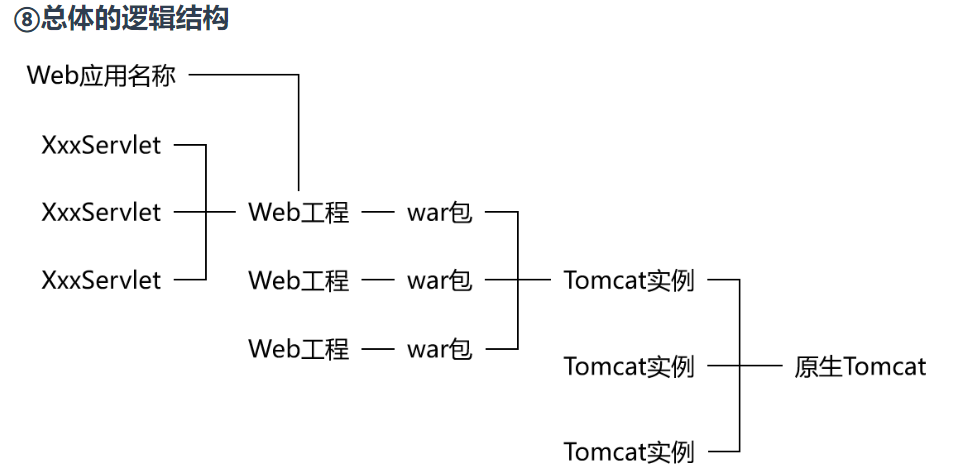 ⑧总体的逻辑结构
Web应用名称
XxxServlet
XxxServlet Web工程 war包
XxxServlet Web工程 war包 Tomcat实例
Web工程 war包
Tomcat实例 原生Tomcat
Tomcat实例